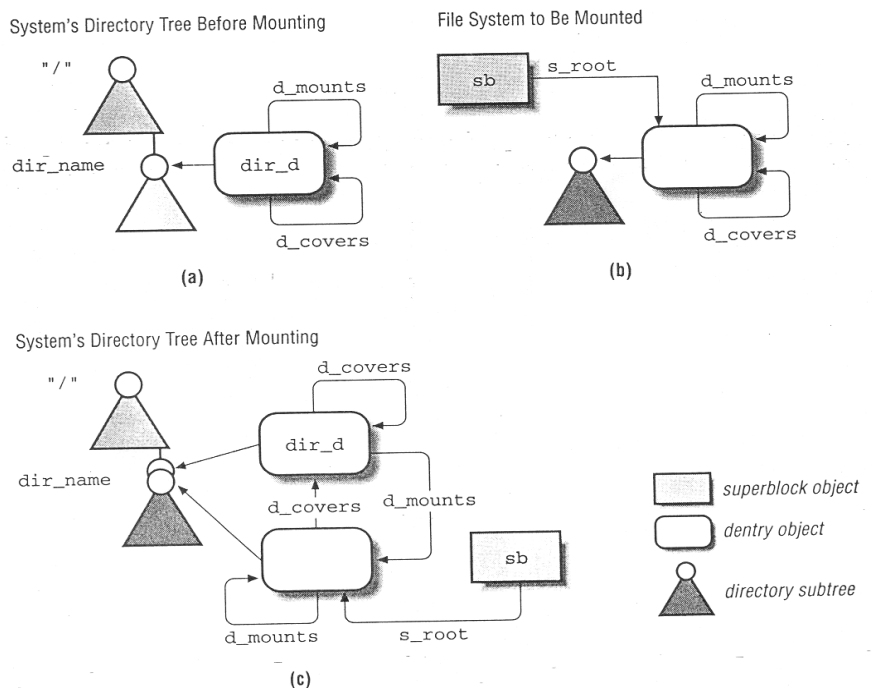 System's Directory Tree Before Mounting
"/"
d_mounts
dir_name
dir_d
d_covers
(a)
File System to Be Mounted
sb
s_root
d_mounts
d_covers
(b)
System's Directory Tree After Mounting
"/"
d_covers
dir_d
dir_name
d_covers
d_mounts
sb
d_mounts
s_root
(c)
superblock object
dentry object
directory subtree